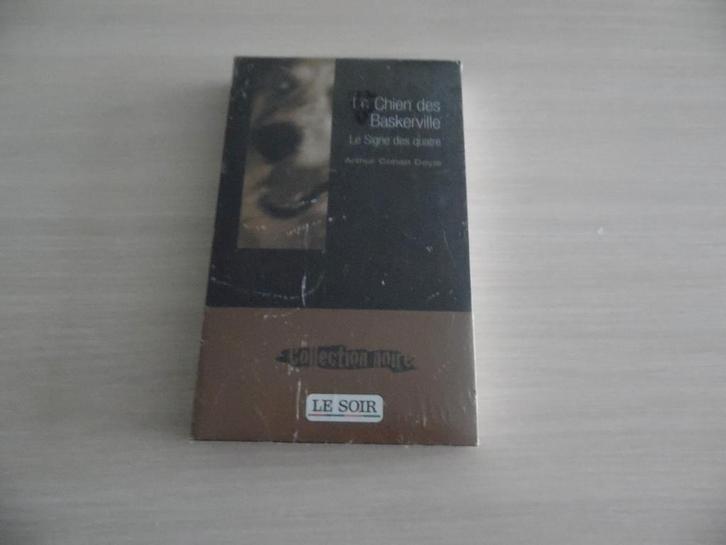 Le Chien des
Baskerville
Le Signe des quatre
Arthur Conan Doyle
Collection noire
LE SOIR